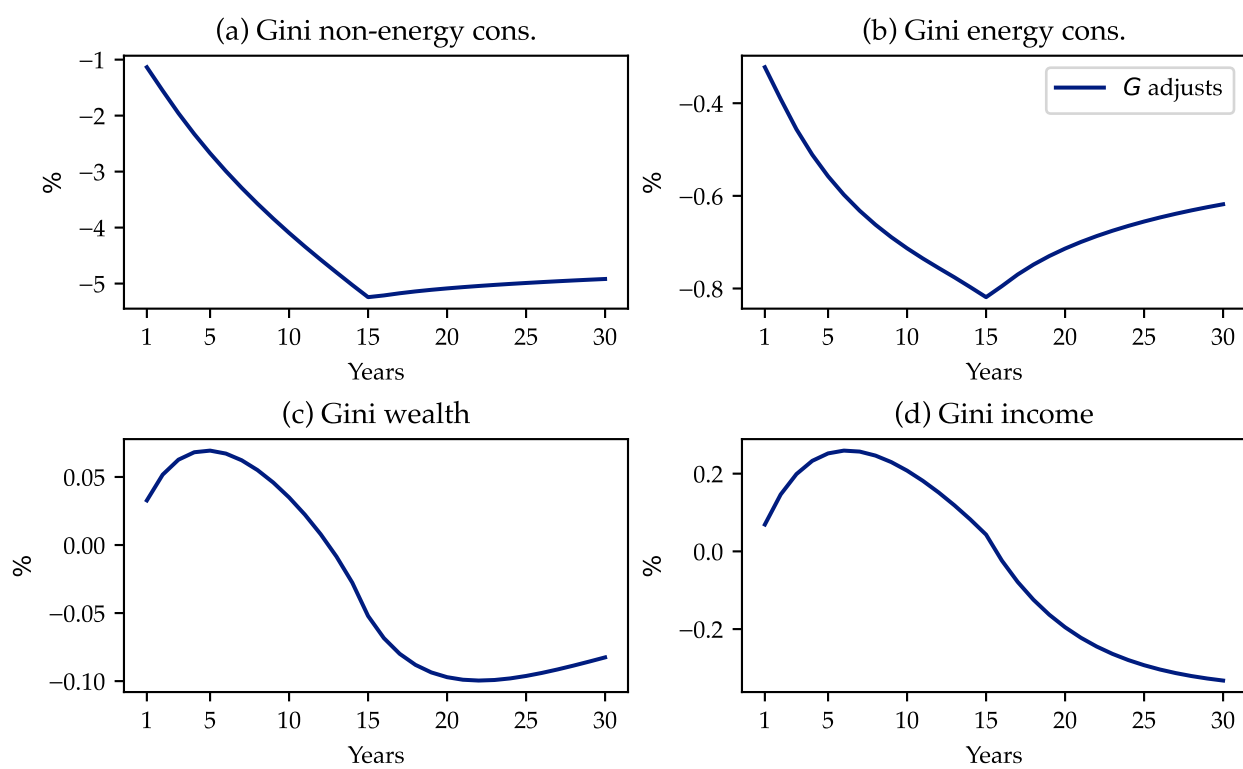 (a) Gini non-energy cons.
−1
−2
−3
−4
−5
%
1 5 10 15 20 25 30
Years
(b) Gini energy cons.
G adjusts
−0.4
−0.6
−0.8
%
1 5 10 15 20 25 30
Years
(c) Gini wealth
0.05
0.00
−0.05
−0.10
%
1 5 10 15 20 25 30
Years
(d) Gini income
0.2
0.0
−0.2
%
1 5 10 15 20 25 30
Years